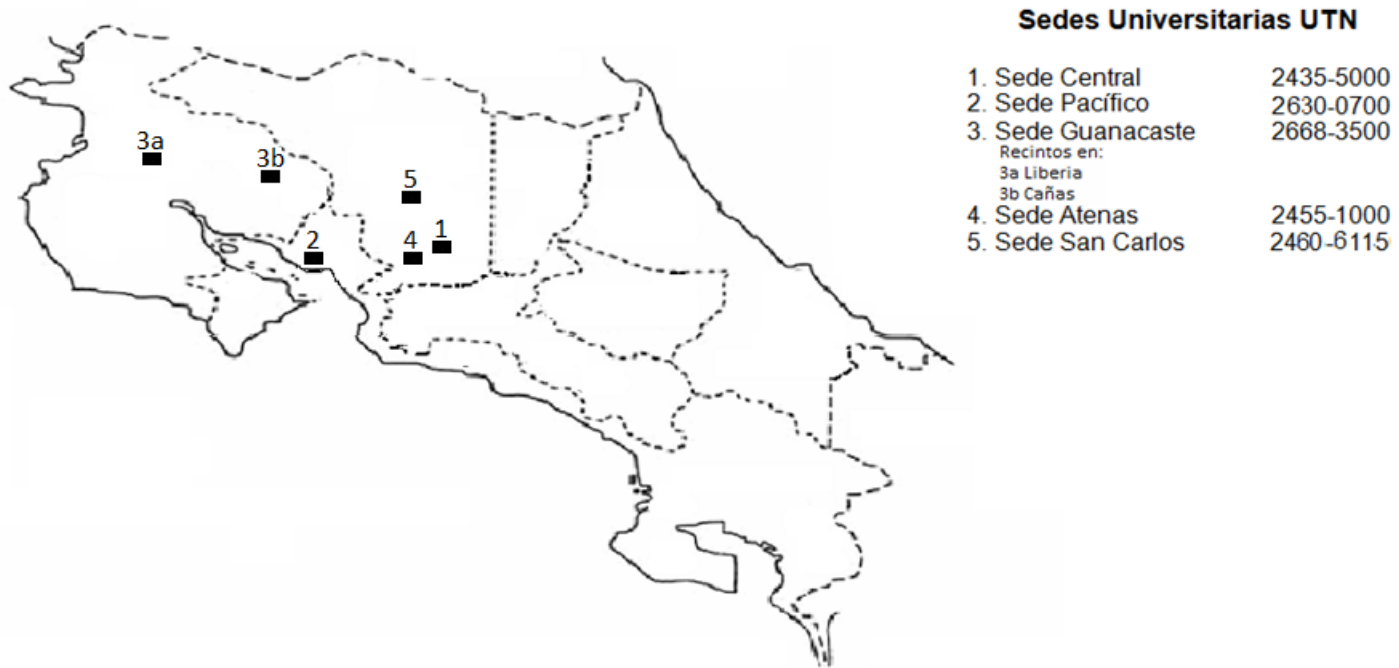 Sedes Universitarias UTN
1. Sede Central 2435-5000
2. Sede Pacífico 2630-0700
3. Sede Guanacaste 2668-3500
Recintos en:
3a Liberia
3b Cañas
4. Sede Atenas 2455-1000
5. Sede San Carlos 2460-6115
3a
3b
5
1
2
4